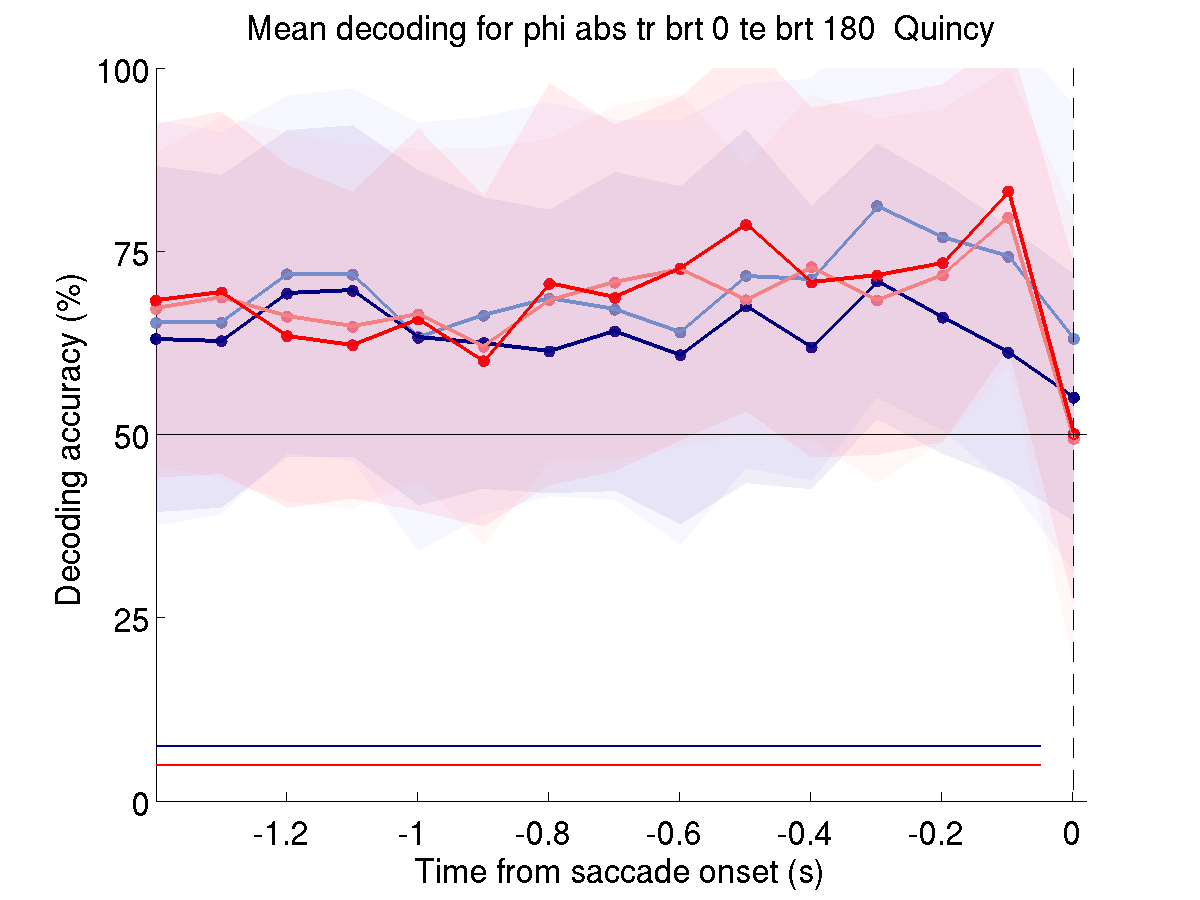 Mean decoding for phi abs tr brt 0 te brt 180  Quincy
100
75
50
25
0
Decoding accuracy (%)
-1.2 -1 -0.8 -0.6 -0.4 -0.2 0
Time from saccade onset (s)